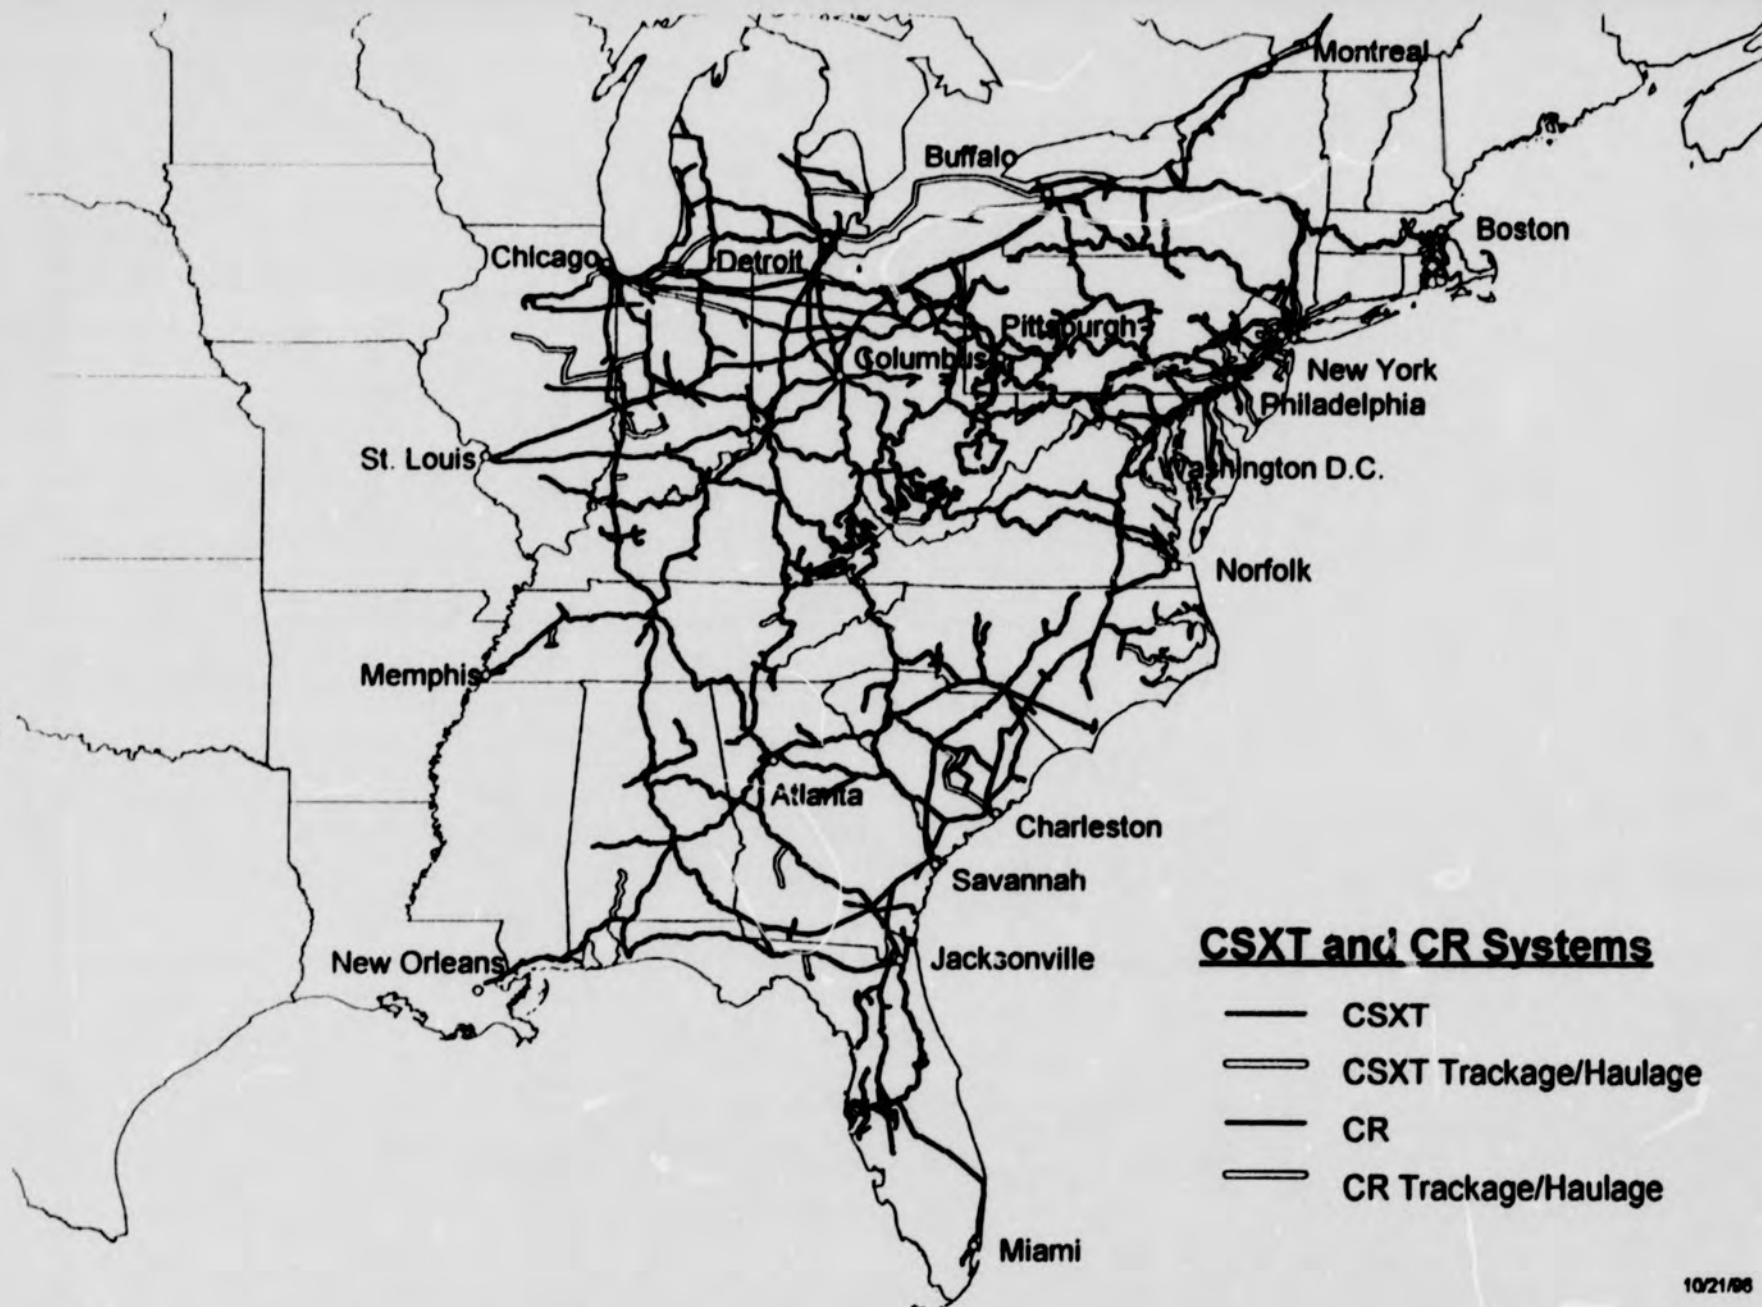 Montreal
Buffalo
Boston
Chicago
Detroit
Pittsburgh
Columbus
New York
Philadelphia
St. Louis
Washington D.C.
Norfolk
Memphis
Atlanta
Charleston
Savannah
New Orleans
Jacksonville
CSXT and CR Systems
CSXT
CSXT Trackage/Haulage
CR
CR Trackage/Haulage
Miami
10/21/96